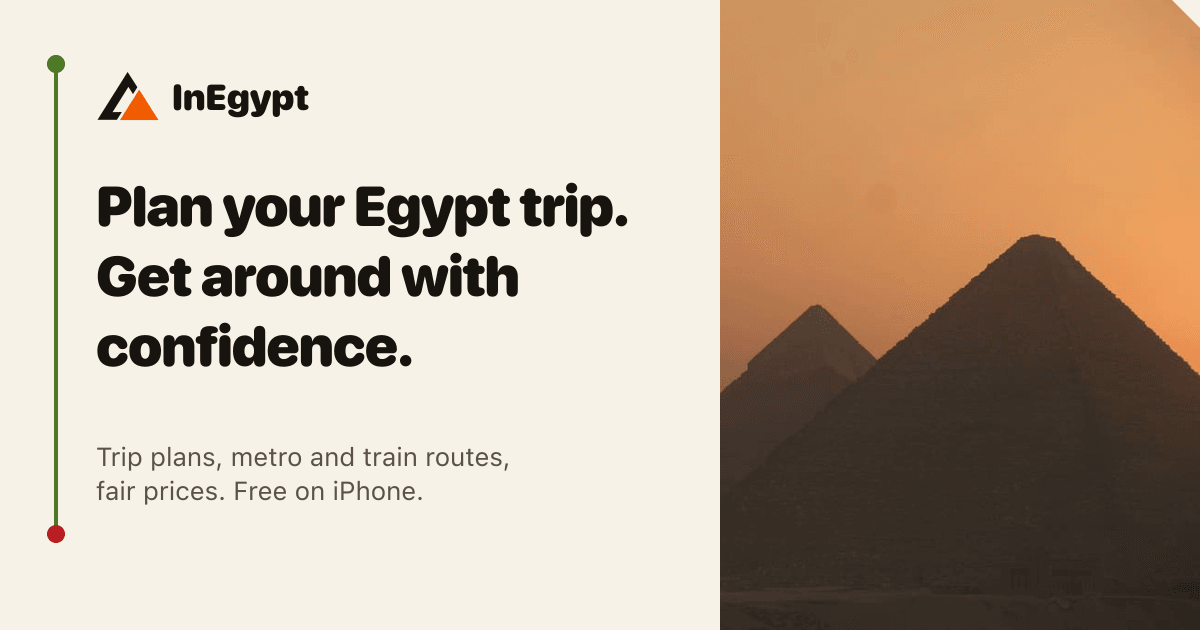 InEgypt
Plan your Egypt trip.
Get around with
confidence.
Trip plans, metro and train routes,
fair prices. Free on iPhone.